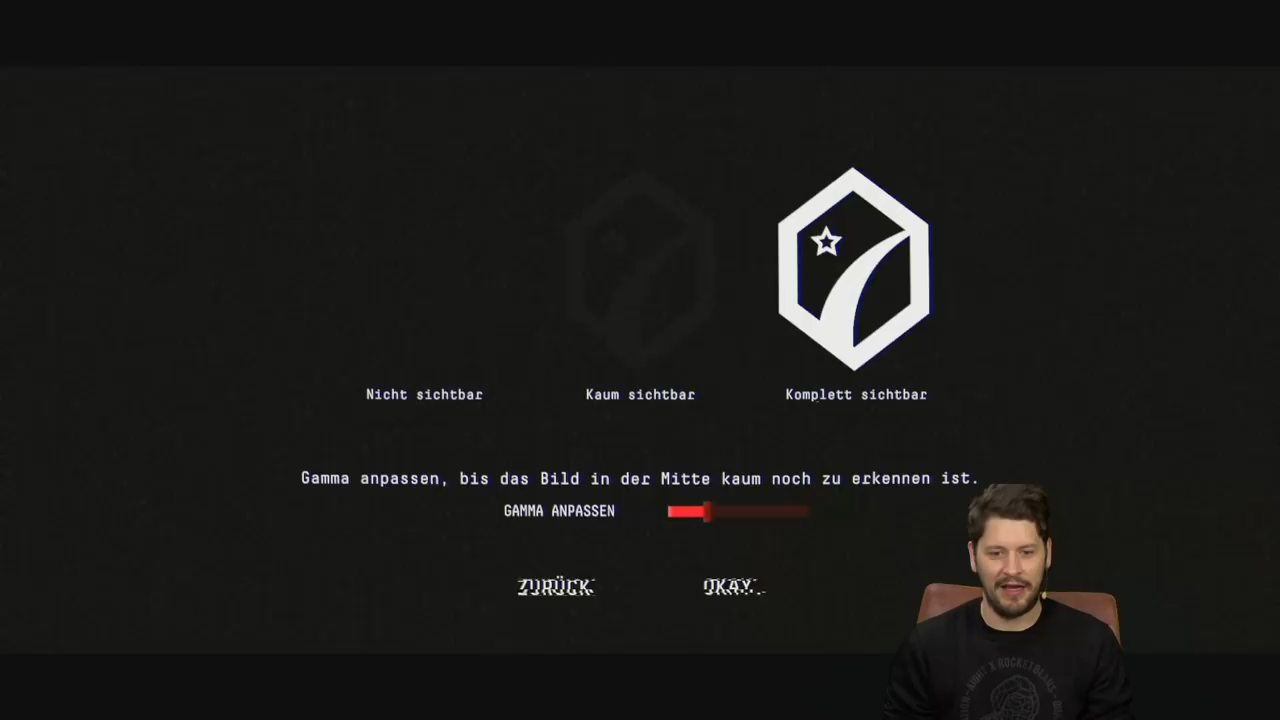 Nicht sichtbar
Kaum sichtbar
Komplett sichtbar
Gamma anpassen, bis das Bild in der Mitte kaum noch zu erkennen ist.
GAMMA ANPASSEN
ZURÜCK
OKAY
X ROCKETBEANS